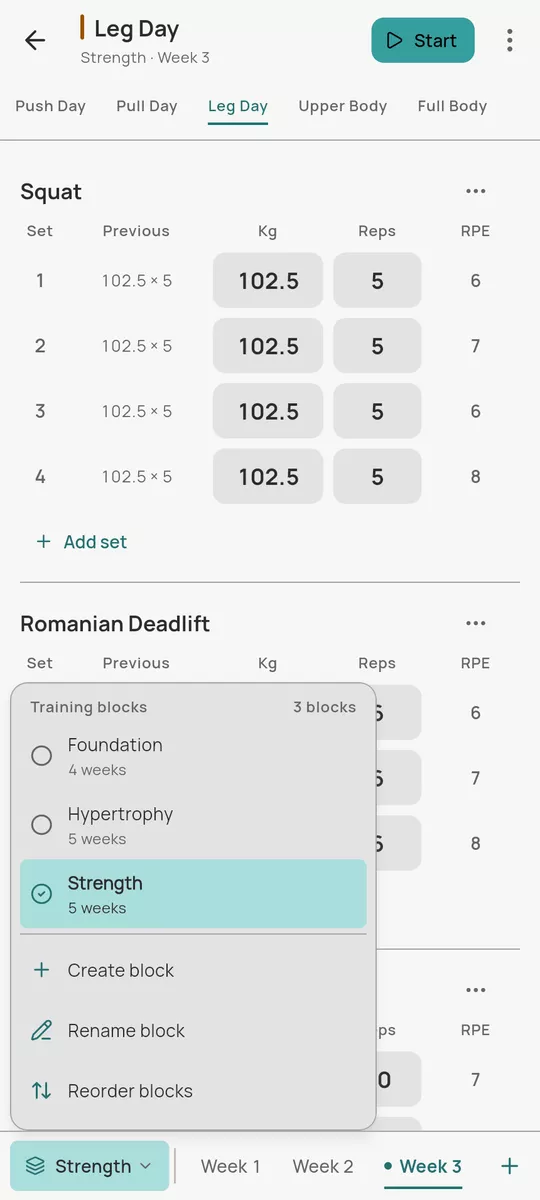 Leg Day
Strength · Week 3
Start
Push Day Pull Day Leg Day Upper Body Full Body
Squat
Set Previous Kg Reps RPE
1 102.5 × 5 102.5 5 6
2 102.5 × 5 102.5 5 7
3 102.5 × 5 102.5 5 6
4 102.5 × 5 102.5 5 8
+ Add set
Romanian Deadlift
Set Previous Kg Reps RPE
6
7
8
Training blocks 3 blocks
Foundation
4 weeks
Hypertrophy
5 weeks
Strength
5 weeks
+ Create block
Rename block
Reorder blocks
RPE
7
Strength Week 1 Week 2 Week 3 +